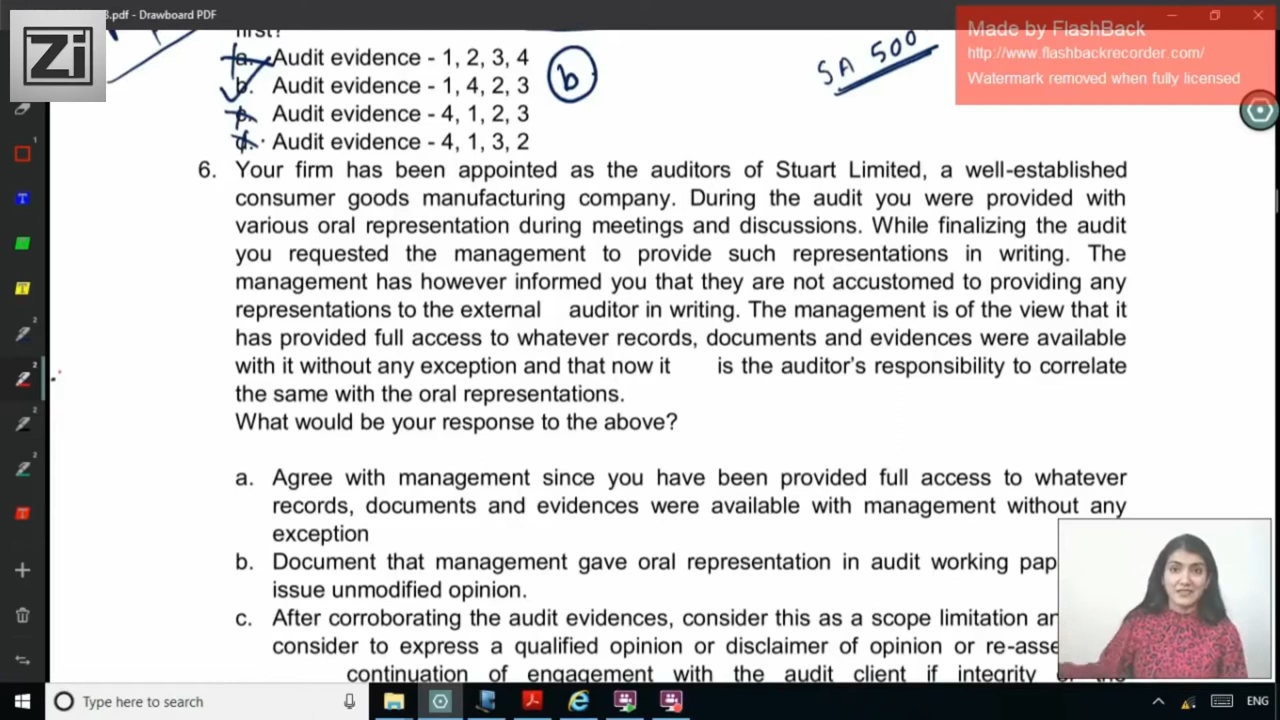 .pdf - Drawboard PDF
Zi
Made by FlashBack
http://www.flashbackrecorder.com/
Watermark removed when fully licensed
first?
a. Audit evidence - 1, 2, 3, 4
b. Audit evidence - 1, 4, 2, 3
Audit evidence - 4, 1, 2, 3
d. Audit evidence - 4, 1, 3, 2
b
SA 500
6. Your firm has been appointed as the auditors of Stuart Limited, a well-established
consumer goods manufacturing company. During the audit you were provided with
various oral representation during meetings and discussions. While finalizing the audit
you requested the management to provide such representations in writing. The
management has however informed you that they are not accustomed to providing any
representations to the external auditor in writing. The management is of the view that it
has provided full access to whatever records, documents and evidences were available
with it without any exception and that now it is the auditor's responsibility to correlate
the same with the oral representations.
What would be your response to the above?
a. Agree with management since you have been provided full access to whatever
records, documents and evidences were available with management without any
exception
b. Document that management gave oral representation in audit working pap
issue unmodified opinion.
c. After corroborating the audit evidences, consider this as a scope limitation an
consider to express a qualified opinion or disclaimer of opinion or re-asse
continuation of engagement with the audit client if integrity
Type here to search
ENG